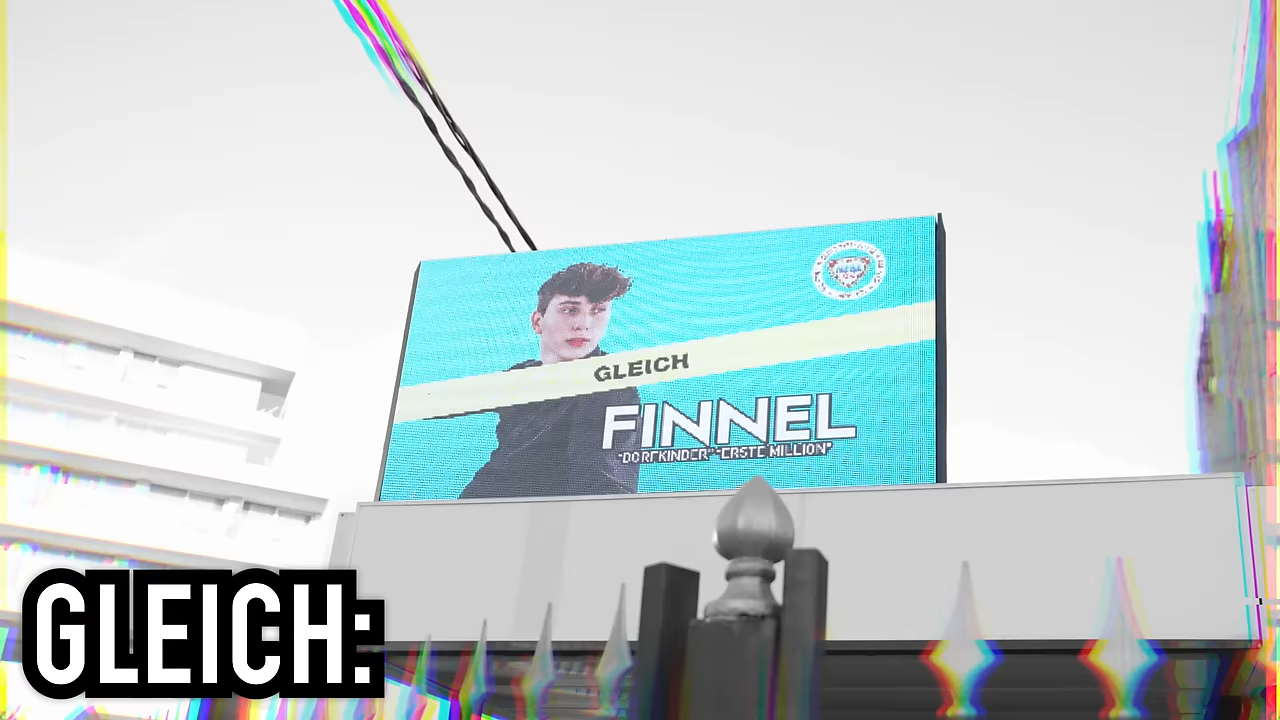 GLEICH
FINNEL
"DORFKINDER" "ERSTE MILLION"
GLEICH: